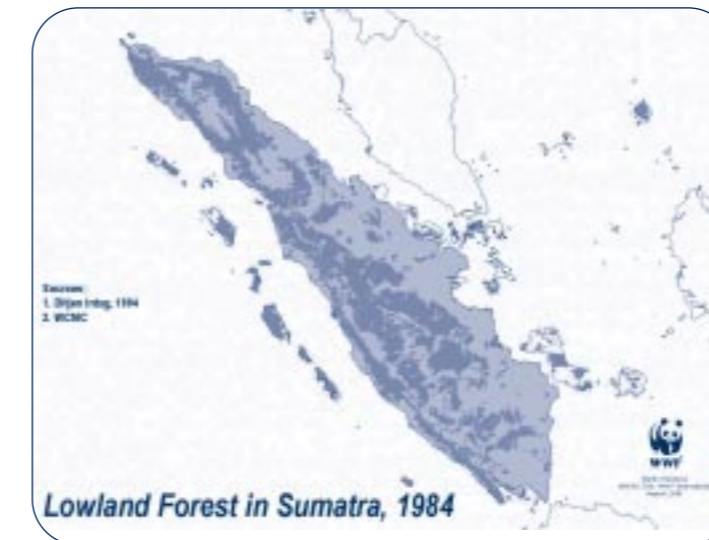 Sources:
1. Ditjen Intag, 1984
2. WCMC
WWF
Lowland Forest in Sumatra, 1984